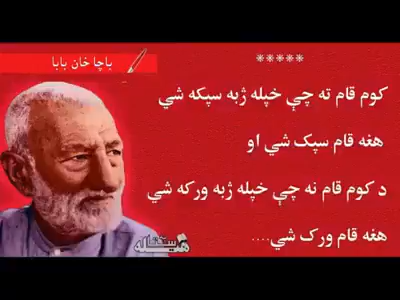 باچا خان بابا
*****
کوم قام ته چې خپله ژبه سپکه شي
هغه قام سپک شي او
د کوم قام نه چې خپله ژبه ورکه شي
هغه قام ورک شي....